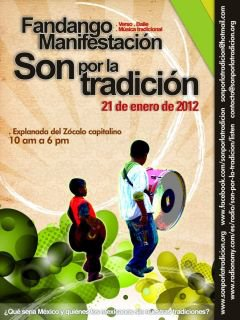 Fandango
. Verso . Baile
Música tradicional
Manifestación
Son por la
tradición
21 de enero de 2012
. Esplanada del Zócalo capitalino
10 am a 6 pm
¿Qué sería México y quiénes los mexicanos sin nuestras tradiciones?
www.sonporlatradicion.org sonporlatradicion@hotmail.com
www.facebook.com/sonporlatradicion contacto@sonporlatradicion.org
www.radionomy.com/es/radio/son-por-la-tradicion/listen